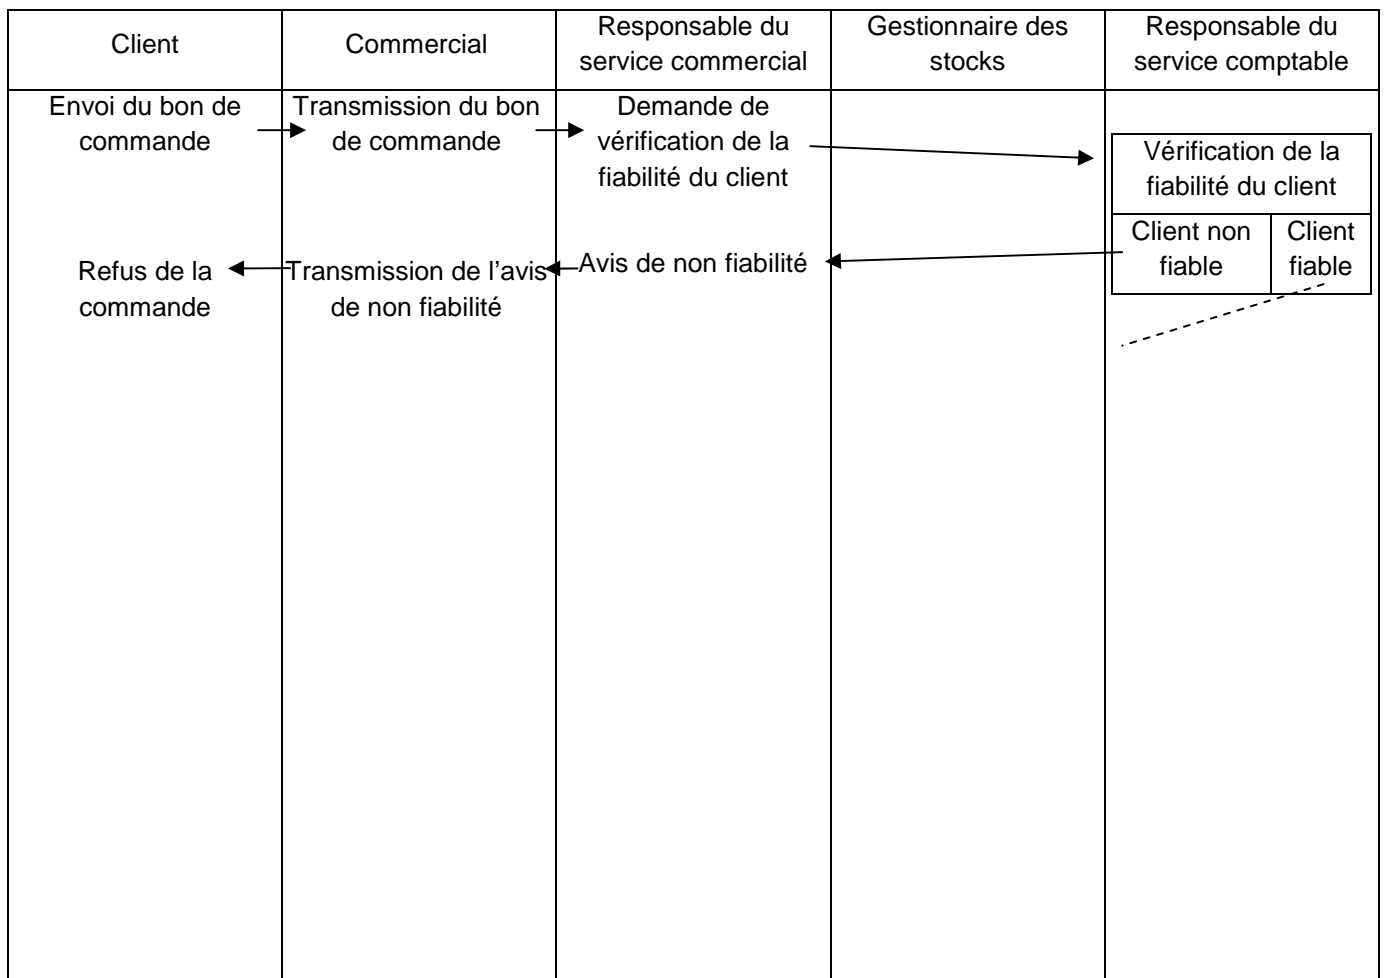 Client
Commercial
Responsable du
service commercial
Gestionnaire des
stocks
Responsable du
service comptable
Envoi du bon de
commande
Transmission du bon
de commande
Demande de
vérification de la
fiabilité du client
Vérification de la
fiabilité du client
Client non
fiable
Client
fiable
Avis de non fiabilité
Transmission de l'avis
de non fiabilité
Refus de la
commande